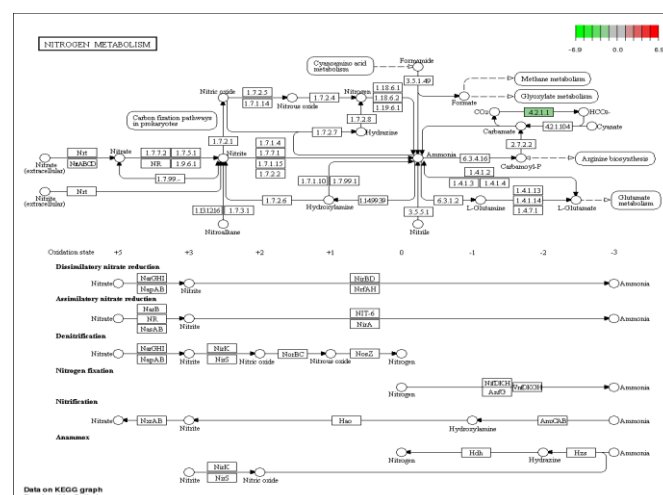 NITROGEN METABOLISM
-6.9 0.0 6.9
Formamide
Cyanoamino acid
metabolism
3.5.1.49
Methane metabolism
Glyoxylate metabolism
Formate
Nitric oxide
1.7.2.5
1.7.1.14
Nitrous oxide
1.7.2.4
Nitrogen
1.18.6.1
1.18.6.2
1.19.6.1
1.7.2.8
1.7.2.7
Hydrazine
Carbon fixation pathways
in prokaryotes
CO2
4.2.1.1
HCO3-
4.2.1.104
Cyanate
Carbamate
2.7.2.2
Carbamoyl-P
Arginine biosynthesis
6.3.4.16
Nitrate
(extracellular)
Nrt
NrtABCD
Nitrate
1.7.7.2
1.7.5.1
NR
1.9.6.1
1.7.99.-
Nitrite
1.7.2.1
1.7.1.4
1.7.7.1
1.7.1.15
1.7.2.2
Ammonia
Nitrate
(extracellular)
Nrt
1.13.12.16
1.7.3.1
Nitroalkane
1.7.2.6
1.7.1.10
1.7.99.1
Hydroxylamine
1.14.99.39
3.5.5.1
Nitrile
1.4.1.2
1.4.1.3
1.4.1.4
6.3.1.2
L-Glutamine
1.4.1.13
1.4.1.14
1.4.7.1
L-Glutamate
Glutamate
metabolism
Oxidation state +5 +3 +2 +1 0 -1 -2 -3
Dissimilatory nitrate reduction
Nitrate NarGHI NapAB Nitrite NirBD NrfAH Ammonia
Assimilatory nitrate reduction
Nitrate NasB NR NarAB Nitrite NIT-6 NirA Ammonia
Denitrification
Nitrate NarGHI NapAB Nitrite NirK NirS Nitric oxide NorBC Nitrous oxide NosZ Nitrogen
Nitrogen fixation
Nitrogen NifDKH AnfG VnfDKGH Ammonia
Nitrification
Nitrate NxrAB Nitrite Hao Hydroxylamine AmoCAB Ammonia
Anammox
Nitrogen Hdh Hydrazine Hzs Ammonia
Nitrite NirK NirS Nitric oxide
Data on KEGG graph